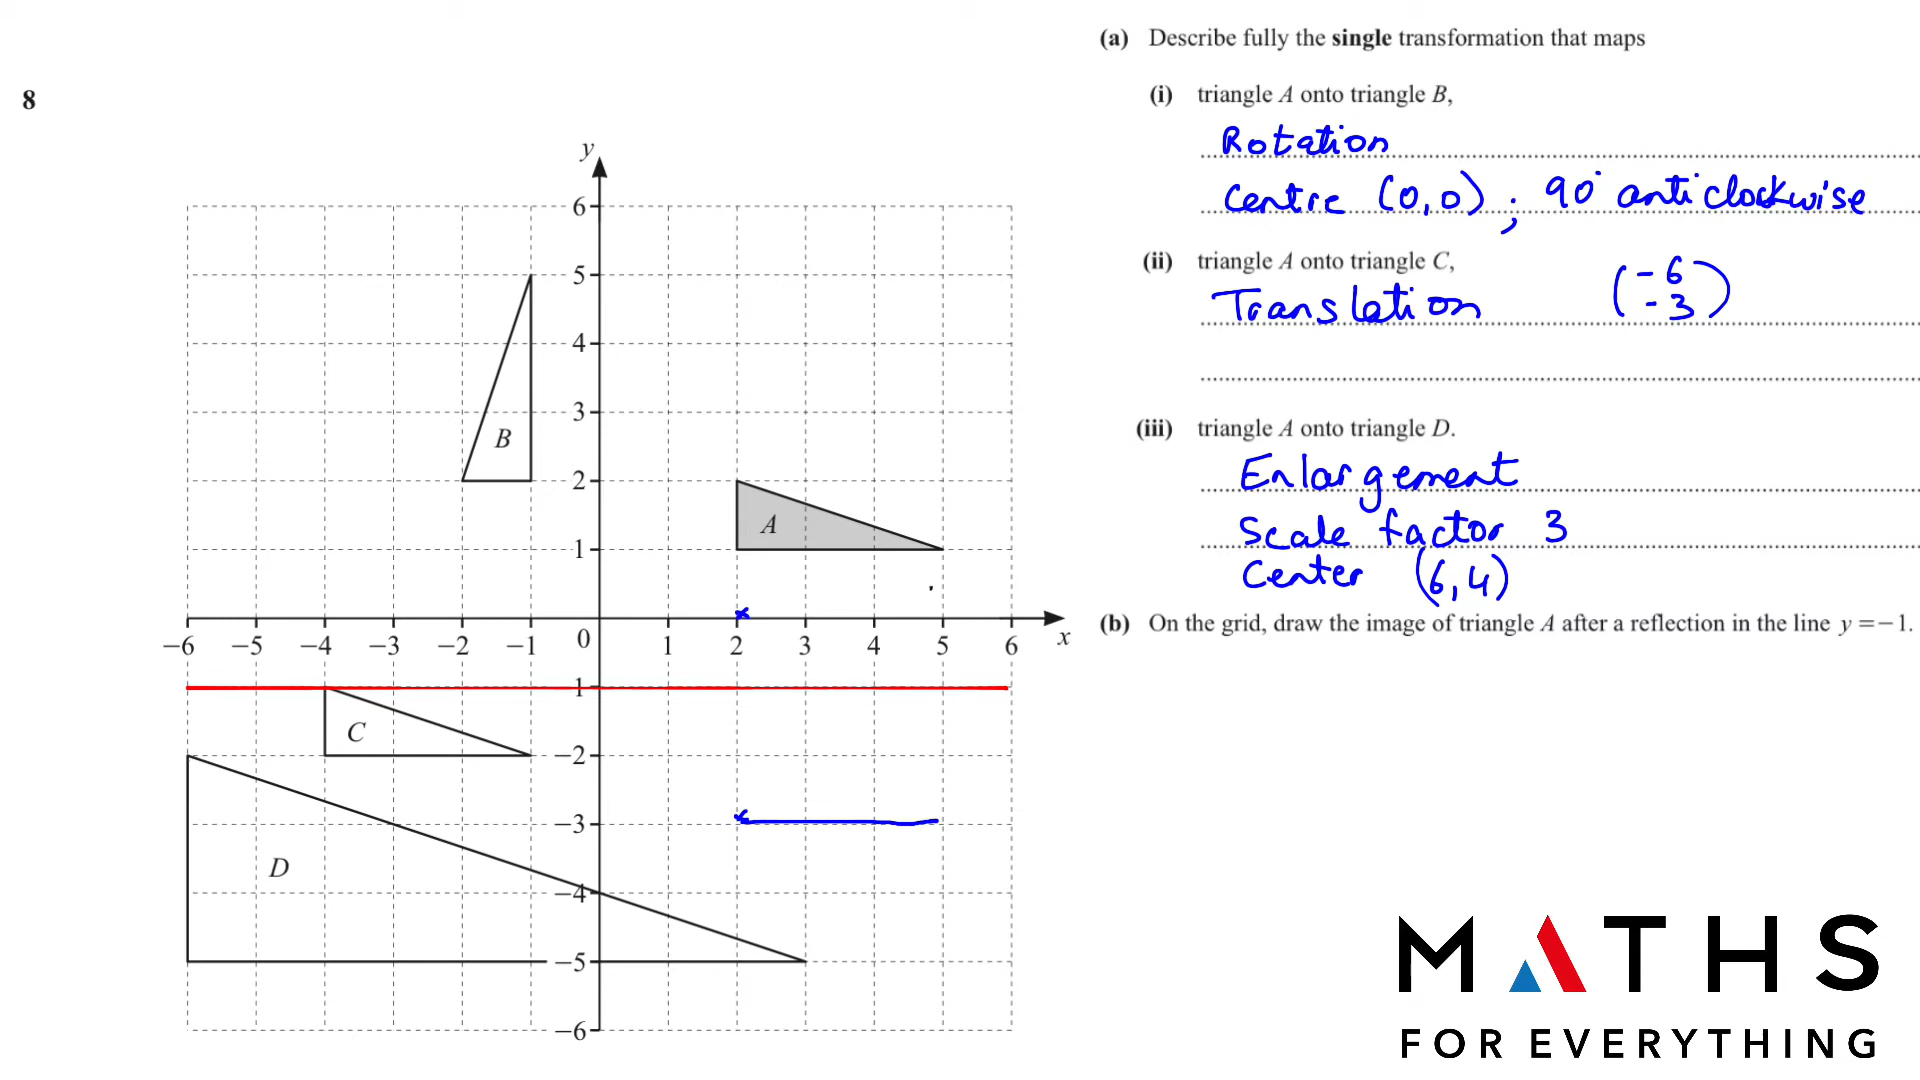 8
(a) Describe fully the single transformation that maps
(i) triangle A onto triangle B,
Rotation
Centre (0,0) ; 90° anticlockwise
(ii) triangle A onto triangle C,
Translation (-6
-3)
(iii) triangle A onto triangle D.
Enlargement
Scale factor 3
Center (6,4)
(b) On the grid, draw the image of triangle A after a reflection in the line y = −1.
y
6
5
4
3
2
1
B
A
−6 −5 −4 −3 −2 −1 0 1 2 3 4 5 6 x
1
C
−2
−3
D
−4
−5
−6
MATHS
FOR EVERYTHING